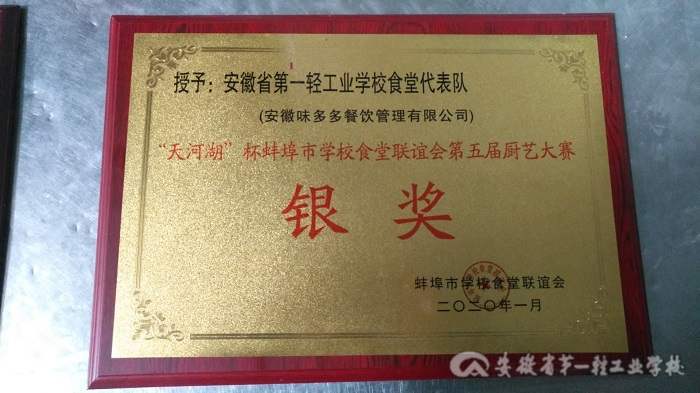 授予：安徽省第一轻工业学校食堂代表队
(安徽味多多餐饮管理有限公司)
“天河湖”杯蚌埠市学校食堂联谊会第五届厨艺大赛
银奖
蚌埠市学校食堂联谊会
二〇二〇年一月
安徽省第一轻工业学校